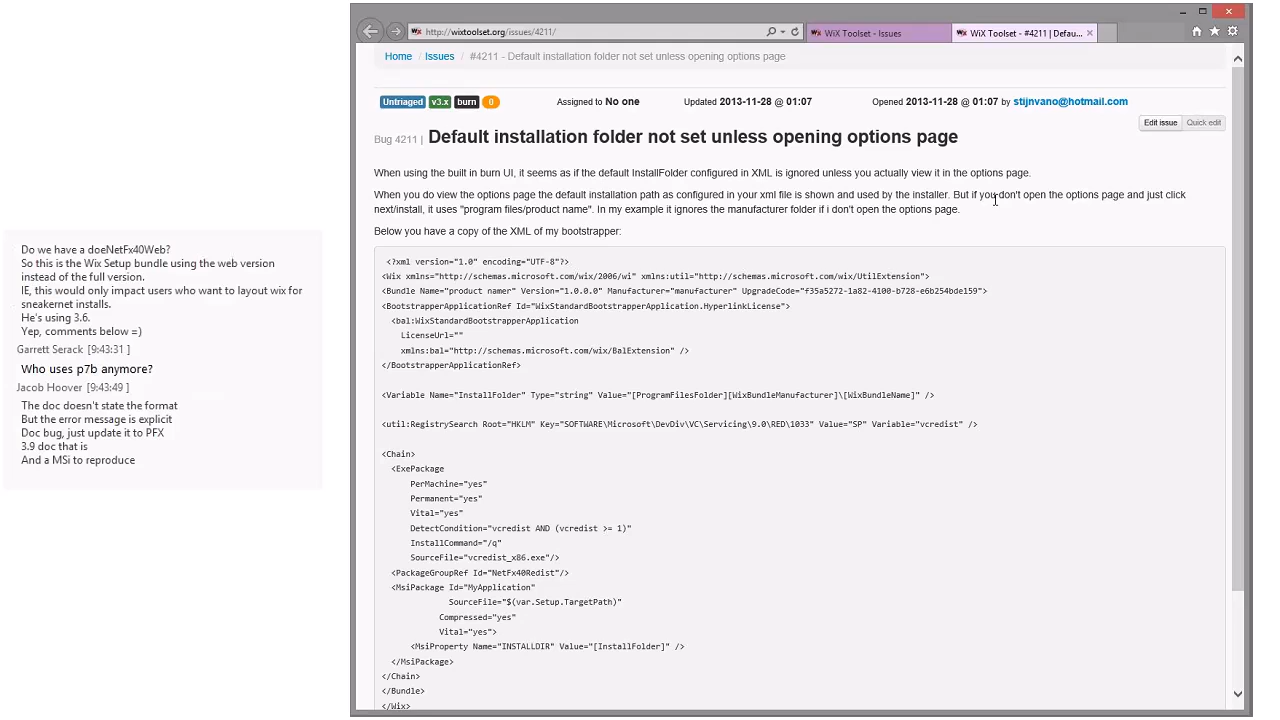 Do we have a doeNetFx40Web?
So this is the Wix Setup bundle using the web version
instead of the full version.
IE, this would only impact users who want to layout wix for
sneakernet installs.
He's using 3.6.
Yep, comments below =)
Garrett Serack [9:43:31 ]
Who uses p7b anymore?
Jacob Hoover [9:43:49 ]
The doc doesn't state the format
But the error message is explicit
Doc bug, just update it to PFX
3.9 doc that is
And a MSi to reproduce
http://wixtoolset.org/issues/4211/
WiX Toolset - Issues
WiX Toolset - #4211 | Defau...
Home / Issues / #4211 - Default installation folder not set unless opening options page
Untriaged v3.x burn 0 Assigned to No one Updated 2013-11-28 @ 01:07 Opened 2013-11-28 @ 01:07 by stijnvano@hotmail.com
Edit issue Quick edit
Bug 4211 | Default installation folder not set unless opening options page
When using the built in burn UI, it seems as if the default InstallFolder configured in XML is ignored unless you actually view it in the options page.
When you do view the options page the default installation path as configured in your xml file is shown and used by the installer. But if you don't open the options page and just click
next/install, it uses "program files/product name". In my example it ignores the manufacturer folder if i don't open the options page.
Below you have a copy of the XML of my bootstrapper:
<?xml version="1.0" encoding="UTF-8"?>
<Wix xmlns="http://schemas.microsoft.com/wix/2006/wi" xmlns:util="http://schemas.microsoft.com/wix/UtilExtension">
<Bundle Name="product namer" Version="1.0.0.0" Manufacturer="manufacturer" UpgradeCode="f35a5272-1a82-4100-b728-e6b254bde159">
<BootstrapperApplicationRef Id="WixStandardBootstrapperApplication.HyperlinkLicense">
<bal:WixStandardBootstrapperApplication
LicenseUrl=""
xmlns:bal="http://schemas.microsoft.com/wix/BalExtension" />
</BootstrapperApplicationRef>
<Variable Name="InstallFolder" Type="string" Value="[ProgramFilesFolder][WixBundleManufacturer]\[WixBundleName]" />
<util:RegistrySearch Root="HKLM" Key="SOFTWARE\Microsoft\DevDiv\VC\Servicing\9.0\RED\1033" Value="SP" Variable="vcredist" />
<Chain>
<ExePackage
PerMachine="yes"
Permanent="yes"
Vital="yes"
DetectCondition="vcredist AND (vcredist >= 1)"
InstallCommand="/q"
SourceFile="vcredist_x86.exe"/>
<PackageGroupRef Id="NetFx40Redist"/>
<MsiPackage Id="MyApplication"
SourceFile="$(var.Setup.TargetPath)"
Compressed="yes"
Vital="yes">
<MsiProperty Name="INSTALLDIR" Value="[InstallFolder]" />
</MsiPackage>
</Chain>
</Bundle>
</Wix>